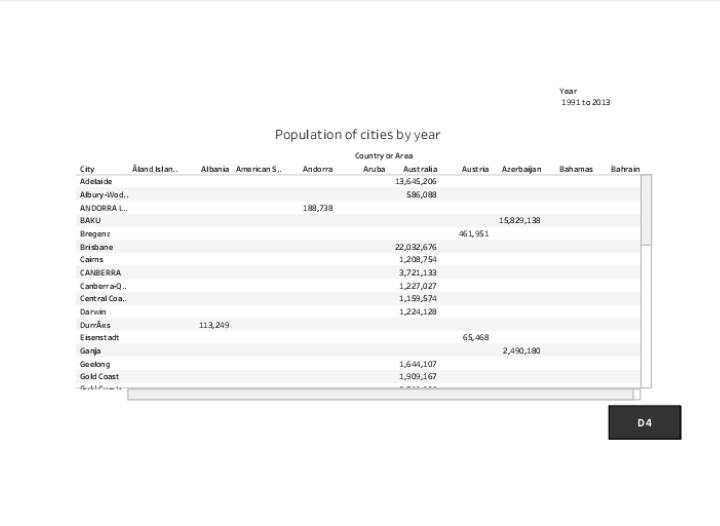 Year
1991 to 2013
Population of cities by year
Country or Area
City Åland Islan.. Albania American S.. Andorra Aruba Australia Austria Azerbaijan Bahamas Bahrain
Adelaide 13,645,206
Albury-Wod.. 586,088
ANDORRA L.. 188,738
BAKU 15,829,138
Bregenz 461,951
Brisbane 22,032,676
Cairns 1,208,754
CANBERRA 3,721,133
Canberra-Q.. 1,227,027
Central Coa.. 1,159,574
Darwin 1,224,128
DurrÃ«s 113,249
Eisenstadt 65,468
Ganja 2,490,180
Geelong 1,644,107
Gold Coast 1,909,167
D4